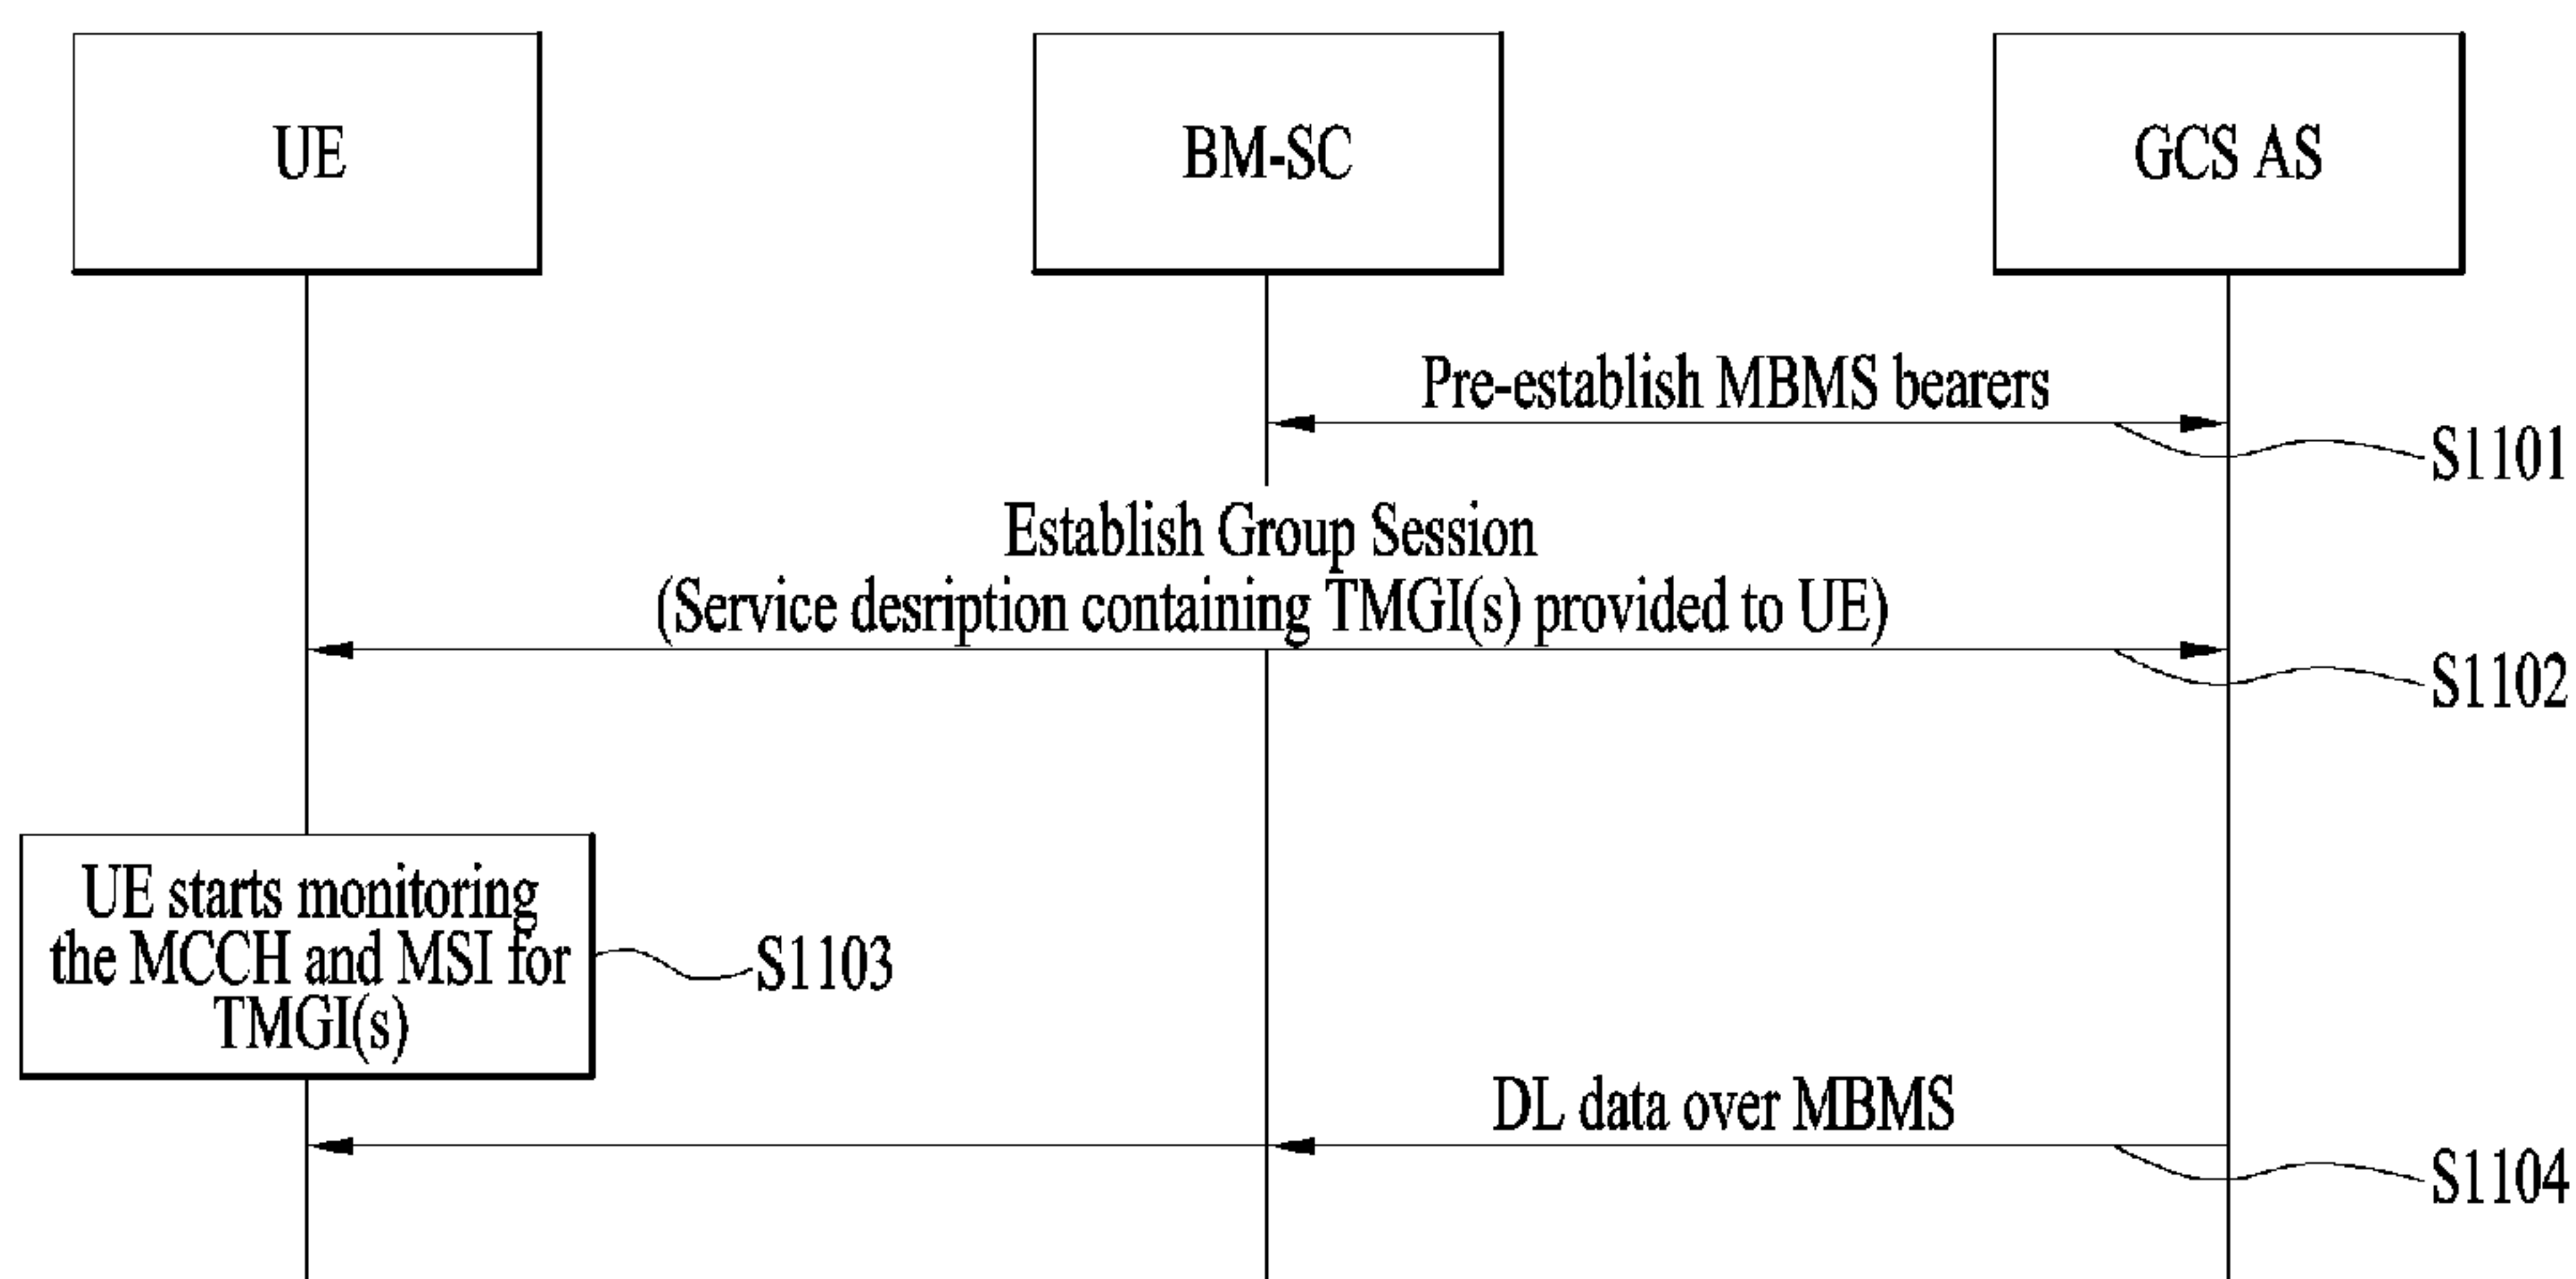 UE
BM-SC
GCS AS
Pre-establish MBMS bearers
S1101
Establish Group Session
(Service desription containing TMGI(s) provided to UE)
S1102
UE starts monitoring
the MCCH and MSI for
TMGI(s)
S1103
DL data over MBMS
S1104